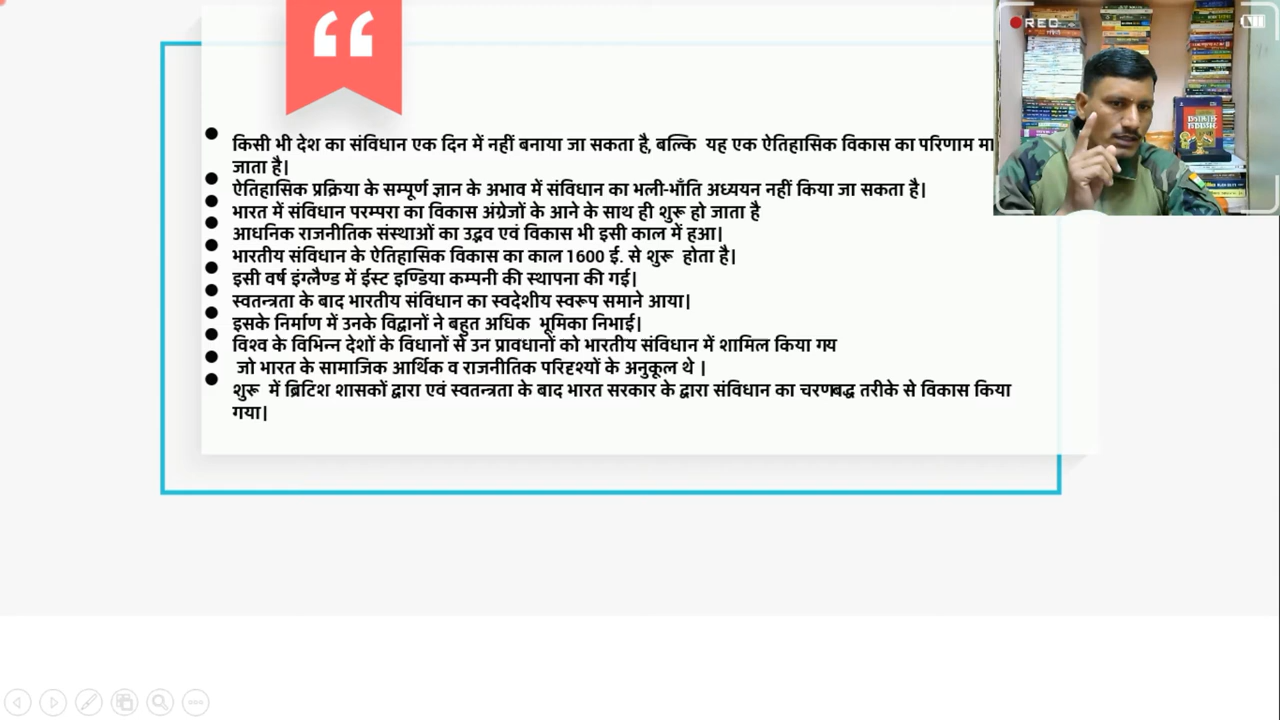 REC
किसी भी देश का संविधान एक दिन में नहीं बनाया जा सकता है, बल्कि यह एक ऐतिहासिक विकास का परिणाम
जाता है|
ऐतिहासिक प्रक्रिया के सम्पूर्ण ज्ञान के अभाव में संविधान का भली-भाँति अध्ययन नहीं किया जा सकता है|
भारत में संविधान परम्परा का विकास अंग्रेजों के आने के साथ ही शुरू हो जाता है
आधनिक राजनीतिक संस्थाओं का उद्भव एवं विकास भी इसी काल में हआ|
भारतीय संविधान के ऐतिहासिक विकास का काल 1600 ई. से शुरू होता है|
इसी वर्ष इंग्लैण्ड में ईस्ट इण्डिया कम्पनी की स्थापना की गई|
स्वतन्त्रता के बाद भारतीय संविधान का स्वदेशीय स्वरूप समाने आया|
इसके निर्माण में उनके विद्वानों ने बहुत अधिक भूमिका निभाई|
विश्व के विभिन्न देशों के विधानों से उन प्रावधानों को भारतीय संविधान में शामिल किया गय
जो भारत के सामाजिक आर्थिक व राजनीतिक परिदृश्यों के अनुकूल थे |
शुरू में ब्रिटिश शासकों द्वारा एवं स्वतन्त्रता के बाद भारत सरकार के द्वारा संविधान का चरणबद्ध तरीके से विकास किया
गया|